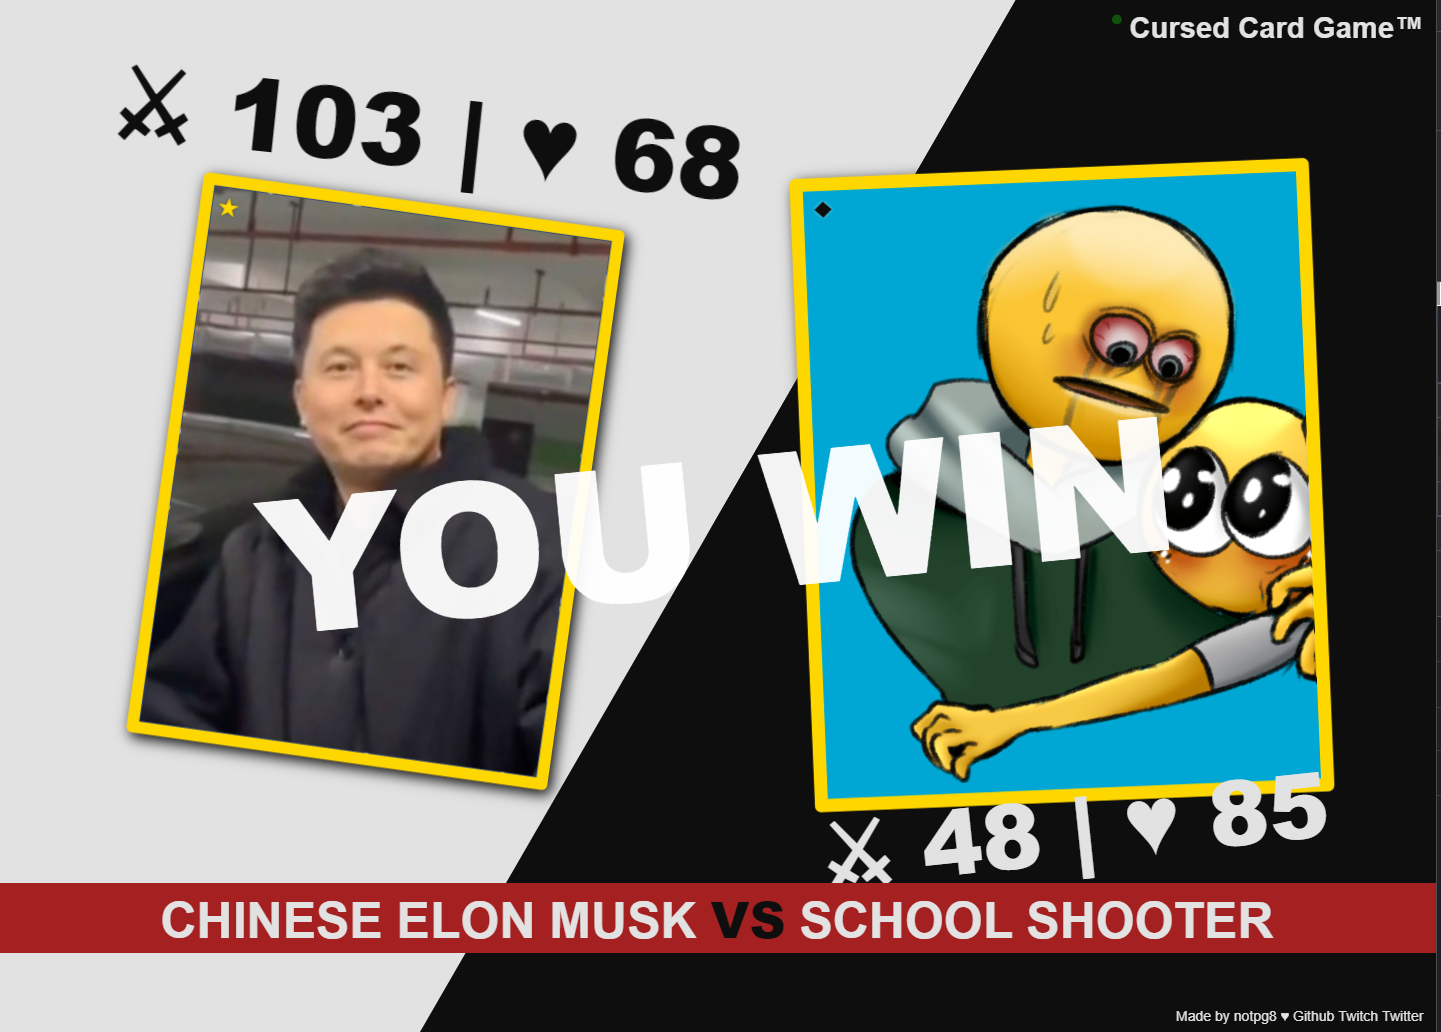 Cursed Card Game™
⚔ 103 | ♥ 68
YOU WIN
⚔ 48 | ♥ 85
CHINESE ELON MUSK VS SCHOOL SHOOTER
Made by notpg8 ♥ Github Twitch Twitter